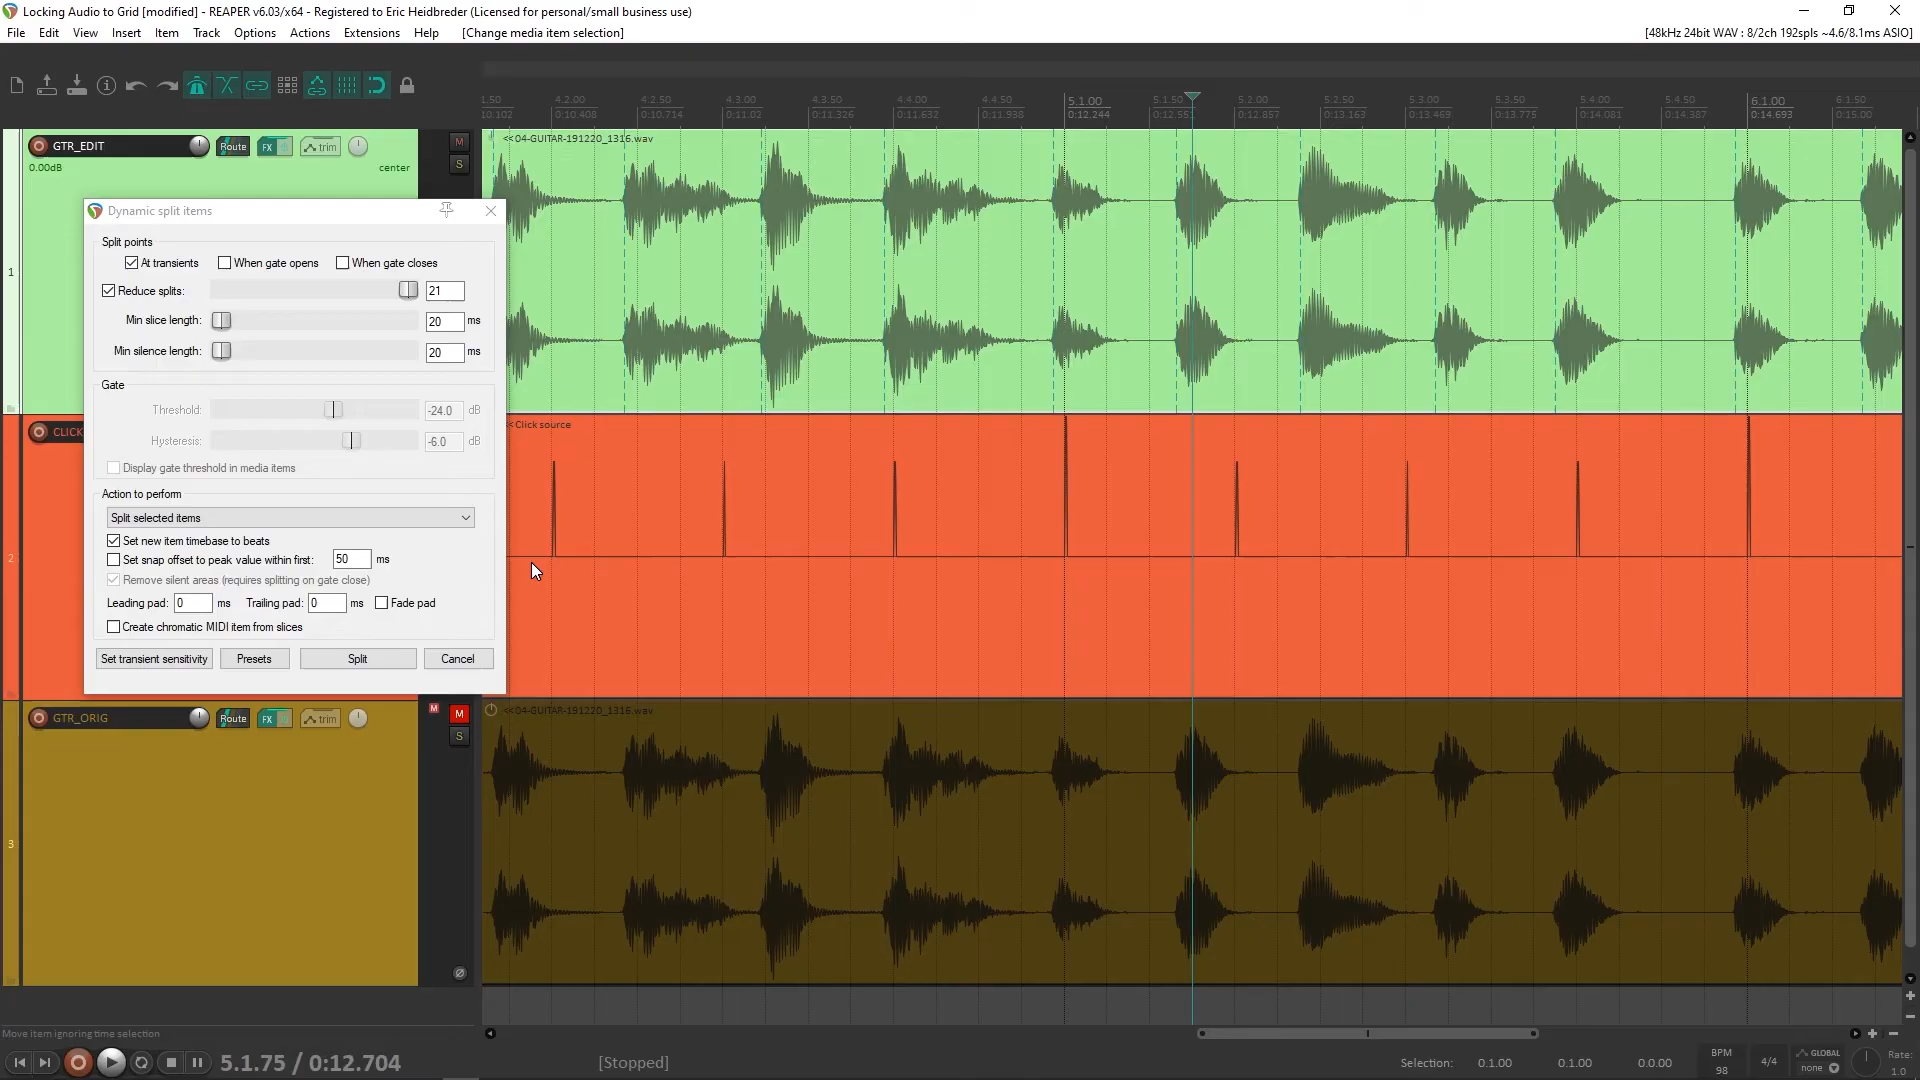 Locking Audio to Grid [modified] - REAPER v6.03/x64 - Registered to Eric Heidbreder (Licensed for personal/small business use)
File Edit View Insert Item Track Options Actions Extensions Help [Change media item selection] [48kHz 24bit WAV : 8/2ch 192spls ~4.6/8.1ms ASIO]
1.50 4.2.00 4.2.50 4.3.00 4.3.50 4.4.00 4.4.50 5.1.00 5.1.50 5.2.00 5.2.50 5.3.00 5.3.50 5.4.00 5.4.50 6.1.00 6.1.50
10.102 0:10.408 0:10.714 0:11.02 0:11.326 0:11.632 0:11.938 0:12.244 0:12.551 0:12.857 0:13.163 0:13.469 0:13.775 0:14.081 0:14.387 0:14.693 0:15.00
GTR_EDIT Route FX trim M
<<04-GUITAR-191220_1316.wav
0.00dB center S
1
Dynamic split items
Split points
At transients When gate opens When gate closes
Reduce splits: 21
Min slice length: 20 ms
Min silence length: 20 ms
Gate
Threshold: -24.0 dB
Hysteresis: -6.0 dB
Display gate threshold in media items
Action to perform
Split selected items
Set new item timebase to beats
Set snap offset to peak value within first: 50 ms
Remove silent areas (requires splitting on gate close)
Leading pad: 0 ms Trailing pad: 0 ms Fade pad
Create chromatic MIDI item from slices
Set transient sensitivity Presets Split Cancel
CLICK
<Click source
2
GTR_ORIG Route FX trim M M
<<04-GUITAR-191220_1316.wav
S
3
Move item ignoring time selection
5.1.75 / 0:12.704 [Stopped] Selection: 0.1.00 0.1.00 0.0.00 BPM 98 4/4 GLOBAL none Rate: 1.0